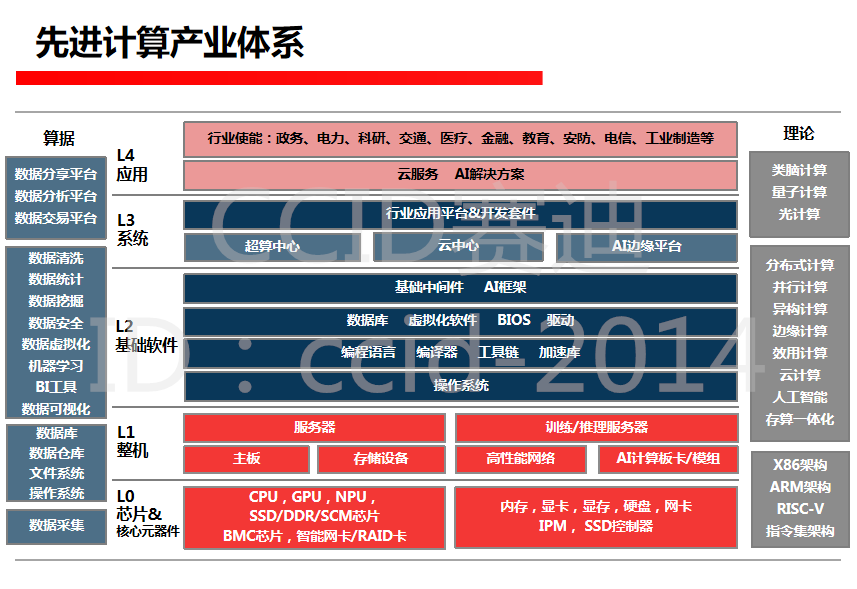 先进计算产业体系
算据
数据分享平台
数据分析平台
数据交易平台
数据清洗
数据统计
数据挖掘
数据安全
数据虚拟化
机器学习
BI工具
数据可视化
数据库
数据仓库
文件系统
操作系统
数据采集
L4
应用
行业使能：政务、电力、科研、交通、医疗、金融、教育、安防、电信、工业制造等
云服务 AI解决方案
L3
系统
行业应用平台&开发套件
超算中心 云中心 AI边缘平台
L2
基础软件
基础中间件 AI框架
数据库 虚拟化软件 BIOS 驱动
编程语言 编译器 工具链 加速库
操作系统
L1
整机
服务器 训练/推理服务器
主板 存储设备 高性能网络 AI计算板卡/模组
L0
芯片&
核心元器件
CPU，GPU，NPU，
SSD/DDR/SCM芯片
BMC芯片，智能网卡/RAID卡
内存，显卡，显存，硬盘，网卡
IPM， SSD控制器
理论
类脑计算
量子计算
光计算
分布式计算
并行计算
异构计算
边缘计算
效用计算
云计算
人工智能
存算一体化
X86架构
ARM架构
RISC-V
指令集架构
CCID赛迪
ID：ccid-2014